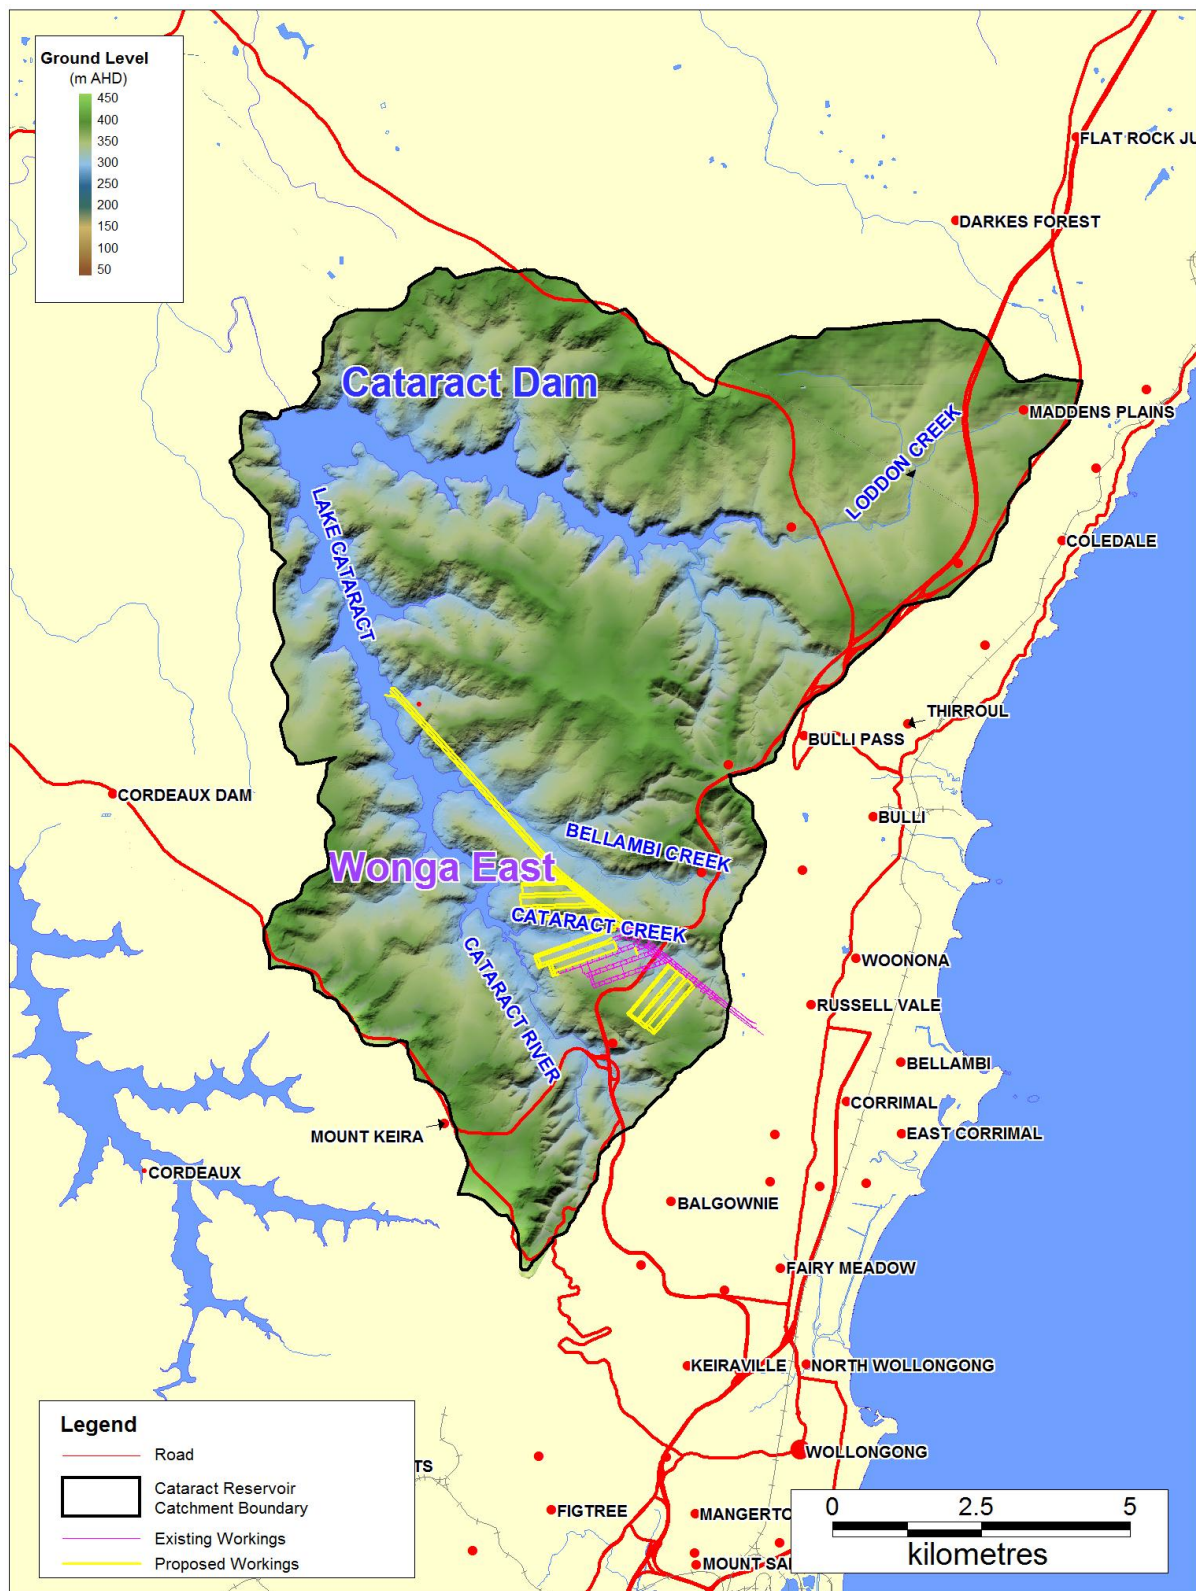 Ground Level
(m AHD)
450
400
350
300
250
200
150
100
50
FLAT ROCK JU
DARKES FOREST
Cataract Dam
MADDENS PLAINS
LODDON CREEK
LAKE CATARACT
COLEDALE
THIRROUL
BULLI PASS
CORDEAUX DAM
BULLI
BELLAMBI CREEK
Wonga East
CATARACT CREEK
CATARACT RIVER
WOONONA
RUSSELL VALE
BELLAMBI
CORRIMAL
MOUNT KEIRA
EAST CORRIMAL
CORDEAUX
BALGOWNIE
FAIRY MEADOW
KEIRAVILLE
NORTH WOLLONGONG
WOLLONGONG
TS
FIGTREE
MANGERTO
MOUNT SA
Legend
Road
Cataract Reservoir
Catchment Boundary
Existing Workings
Proposed Workings
0 2.5 5
kilometres